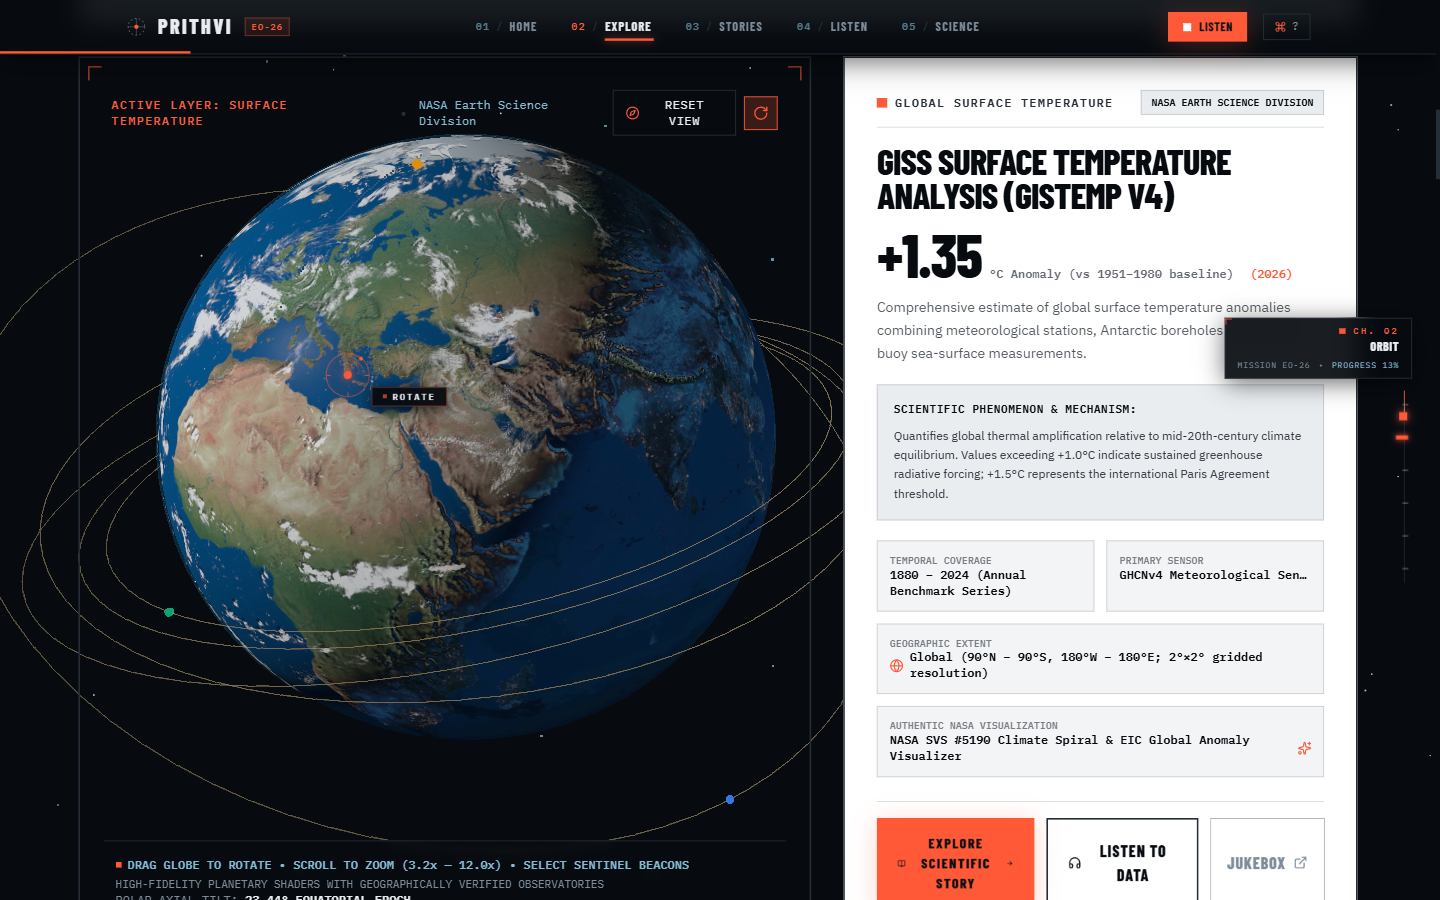 PRITHVI
EO-26
01 / HOME
02 / EXPLORE
03 / STORIES
04 / LISTEN
05 / SCIENCE
LISTEN
⌘ ?
ACTIVE LAYER: SURFACE
TEMPERATURE
NASA Earth Science
Division
RESET
VIEW
ROTATE
DRAG GLOBE TO ROTATE • SCROLL TO ZOOM (3.2x – 12.0x) • SELECT SENTINEL BEACONS
HIGH-FIDELITY PLANETARY SHADERS WITH GEOGRAPHICALLY VERIFIED OBSERVATORIES
POLAR AXIAL TILT: 23.44° EQUATORIAL EPOCH
GLOBAL SURFACE TEMPERATURE
NASA EARTH SCIENCE DIVISION
GISS SURFACE TEMPERATURE
ANALYSIS (GISTEMP V4)
+1.35 °C Anomaly (vs 1951–1980 baseline) (2026)
Comprehensive estimate of global surface temperature anomalies
combining meteorological stations, Antarctic boreholes
buoy sea-surface measurements.
CH. 02
ORBIT
MISSION EO-26 • PROGRESS 13%
SCIENTIFIC PHENOMENON & MECHANISM:
Quantifies global thermal amplification relative to mid-20th-century climate
equilibrium. Values exceeding +1.0°C indicate sustained greenhouse
radiative forcing; +1.5°C represents the international Paris Agreement
threshold.
TEMPORAL COVERAGE
1880 – 2024 (Annual
Benchmark Series)
PRIMARY SENSOR
GHCNv4 Meteorological Sen…
GEOGRAPHIC EXTENT
Global (90°N – 90°S, 180°W – 180°E; 2°×2° gridded
resolution)
AUTHENTIC NASA VISUALIZATION
NASA SVS #5190 Climate Spiral & EIC Global Anomaly
Visualizer
EXPLORE
SCIENTIFIC
STORY
LISTEN TO
DATA
JUKEBOX